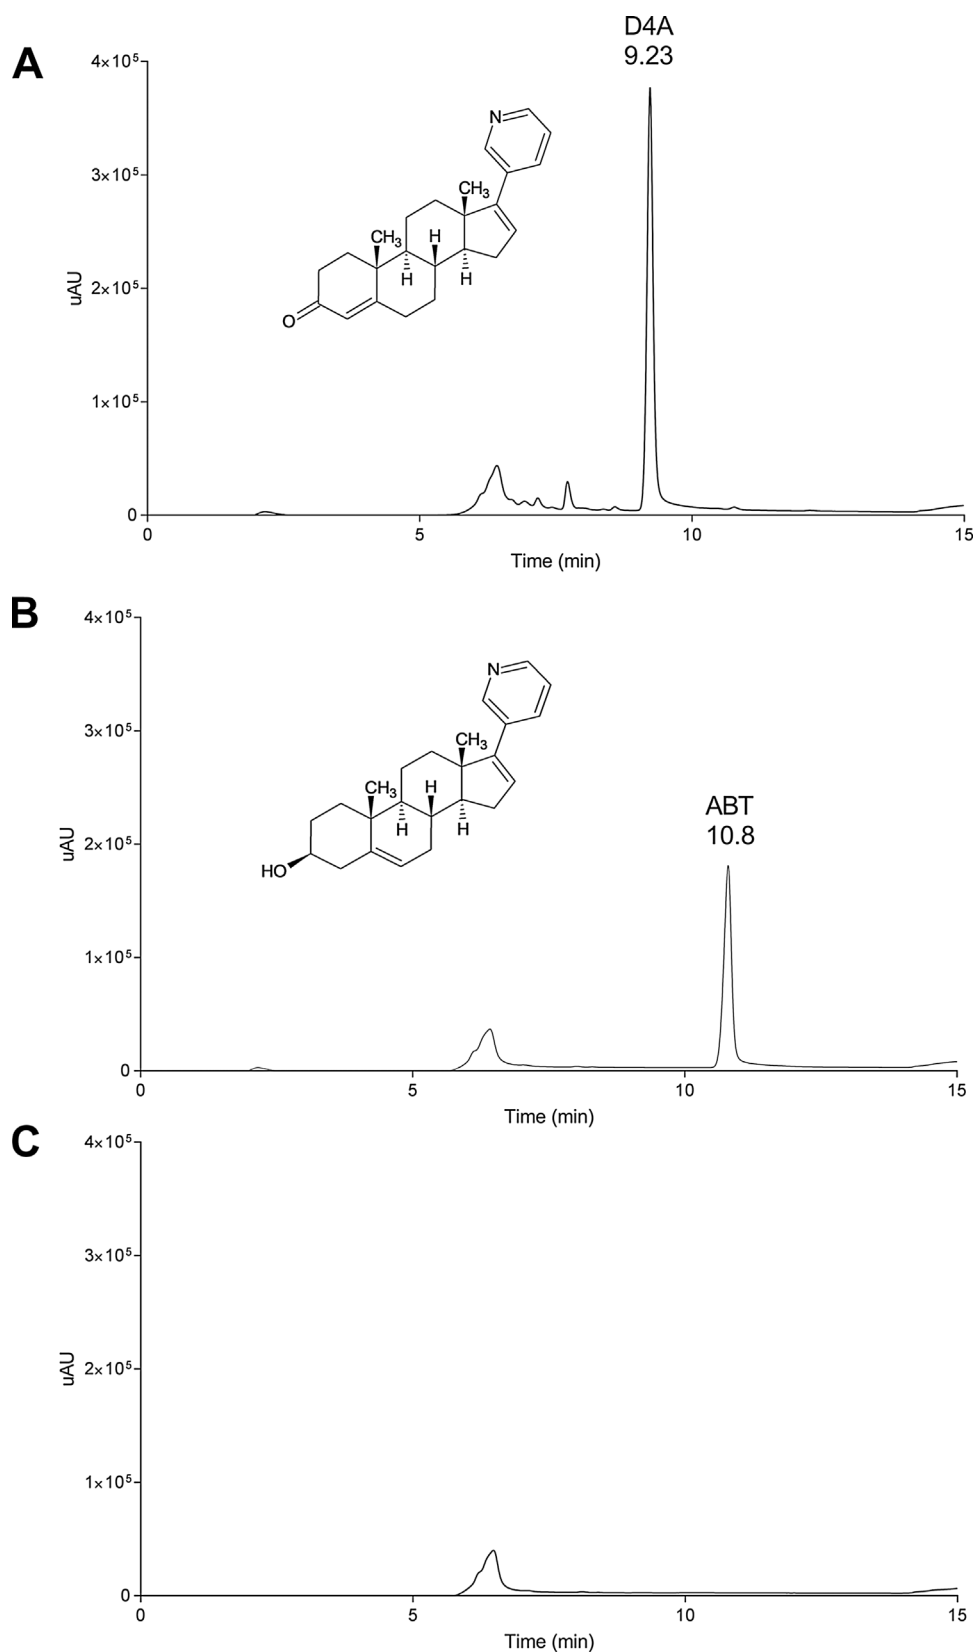 A
D4A
9.23
4×10⁵
3×10⁵
2×10⁵
1×10⁵
0
uAU
N
CH₃
CH₃
H
H
H
O
0 5 10 15
Time (min)
B
4×10⁵
3×10⁵
2×10⁵
1×10⁵
0
uAU
N
CH₃
CH₃
H
H
H
HO
ABT
10.8
0 5 10 15
Time (min)
C
4×10⁵
3×10⁵
2×10⁵
1×10⁵
0
uAU
0 5 10 15
Time (min)